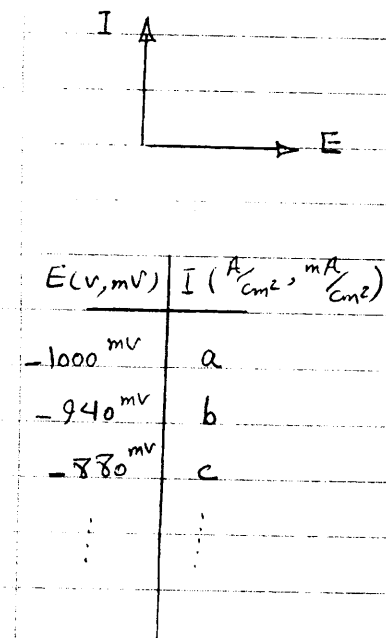 I
E
E(V, mV) I (A/cm², mA/cm²)
-1000 mV a
-940 mV b
-880 mV c
⋮ ⋮